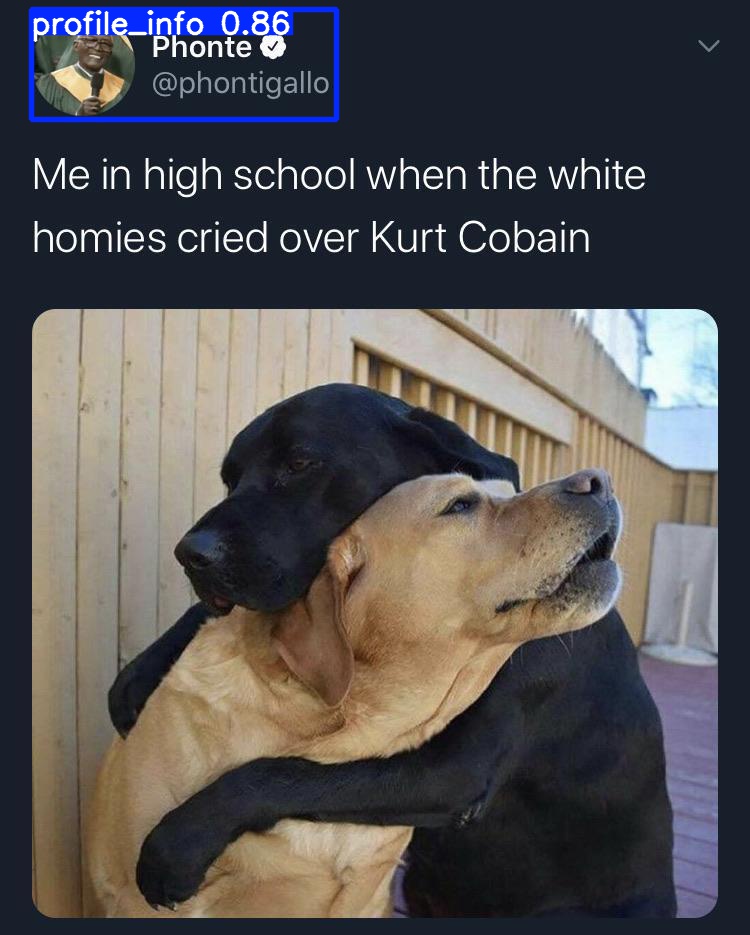 profile_info 0.86
Phonte
@phontigallo
Me in high school when the white
homies cried over Kurt Cobain